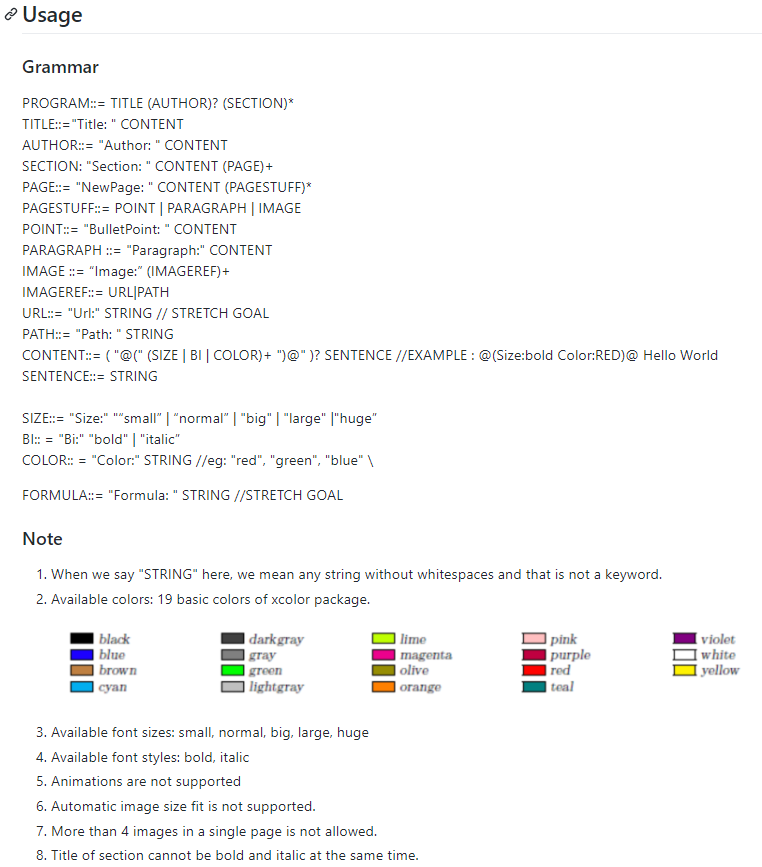 Usage
Grammar
PROGRAM::= TITLE (AUTHOR)? (SECTION)*
TITLE::="Title: " CONTENT
AUTHOR::= "Author: " CONTENT
SECTION: "Section: " CONTENT (PAGE)+
PAGE::= "NewPage: " CONTENT (PAGESTUFF)*
PAGESTUFF::= POINT | PARAGRAPH | IMAGE
POINT::= "BulletPoint: " CONTENT
PARAGRAPH ::= "Paragraph:" CONTENT
IMAGE ::= “Image:” (IMAGEREF)+
IMAGEREF::= URL|PATH
URL::= "Url:" STRING // STRETCH GOAL
PATH::= "Path: " STRING
CONTENT::= ( "@(" (SIZE | BI | COLOR)+ ")@" )? SENTENCE //EXAMPLE : @(Size:bold Color:RED)@ Hello World
SENTENCE::= STRING
SIZE::= "Size:" "“small” | “normal” | "big" | "large" |"huge”
BI:: = "Bi:" "bold" | "italic”
COLOR:: = "Color:" STRING //eg: "red", "green", "blue" \
FORMULA::= "Formula: " STRING //STRETCH GOAL
Note
1. When we say "STRING" here, we mean any string without whitespaces and that is not a keyword.
2. Available colors: 19 basic colors of xcolor package.
black darkgray lime pink violet
blue gray magenta purple white
brown green olive red yellow
cyan lightgray orange teal
3. Available font sizes: small, normal, big, large, huge
4. Available font styles: bold, italic
5. Animations are not supported
6. Automatic image size fit is not supported.
7. More than 4 images in a single page is not allowed.
8. Title of section cannot be bold and italic at the same time.